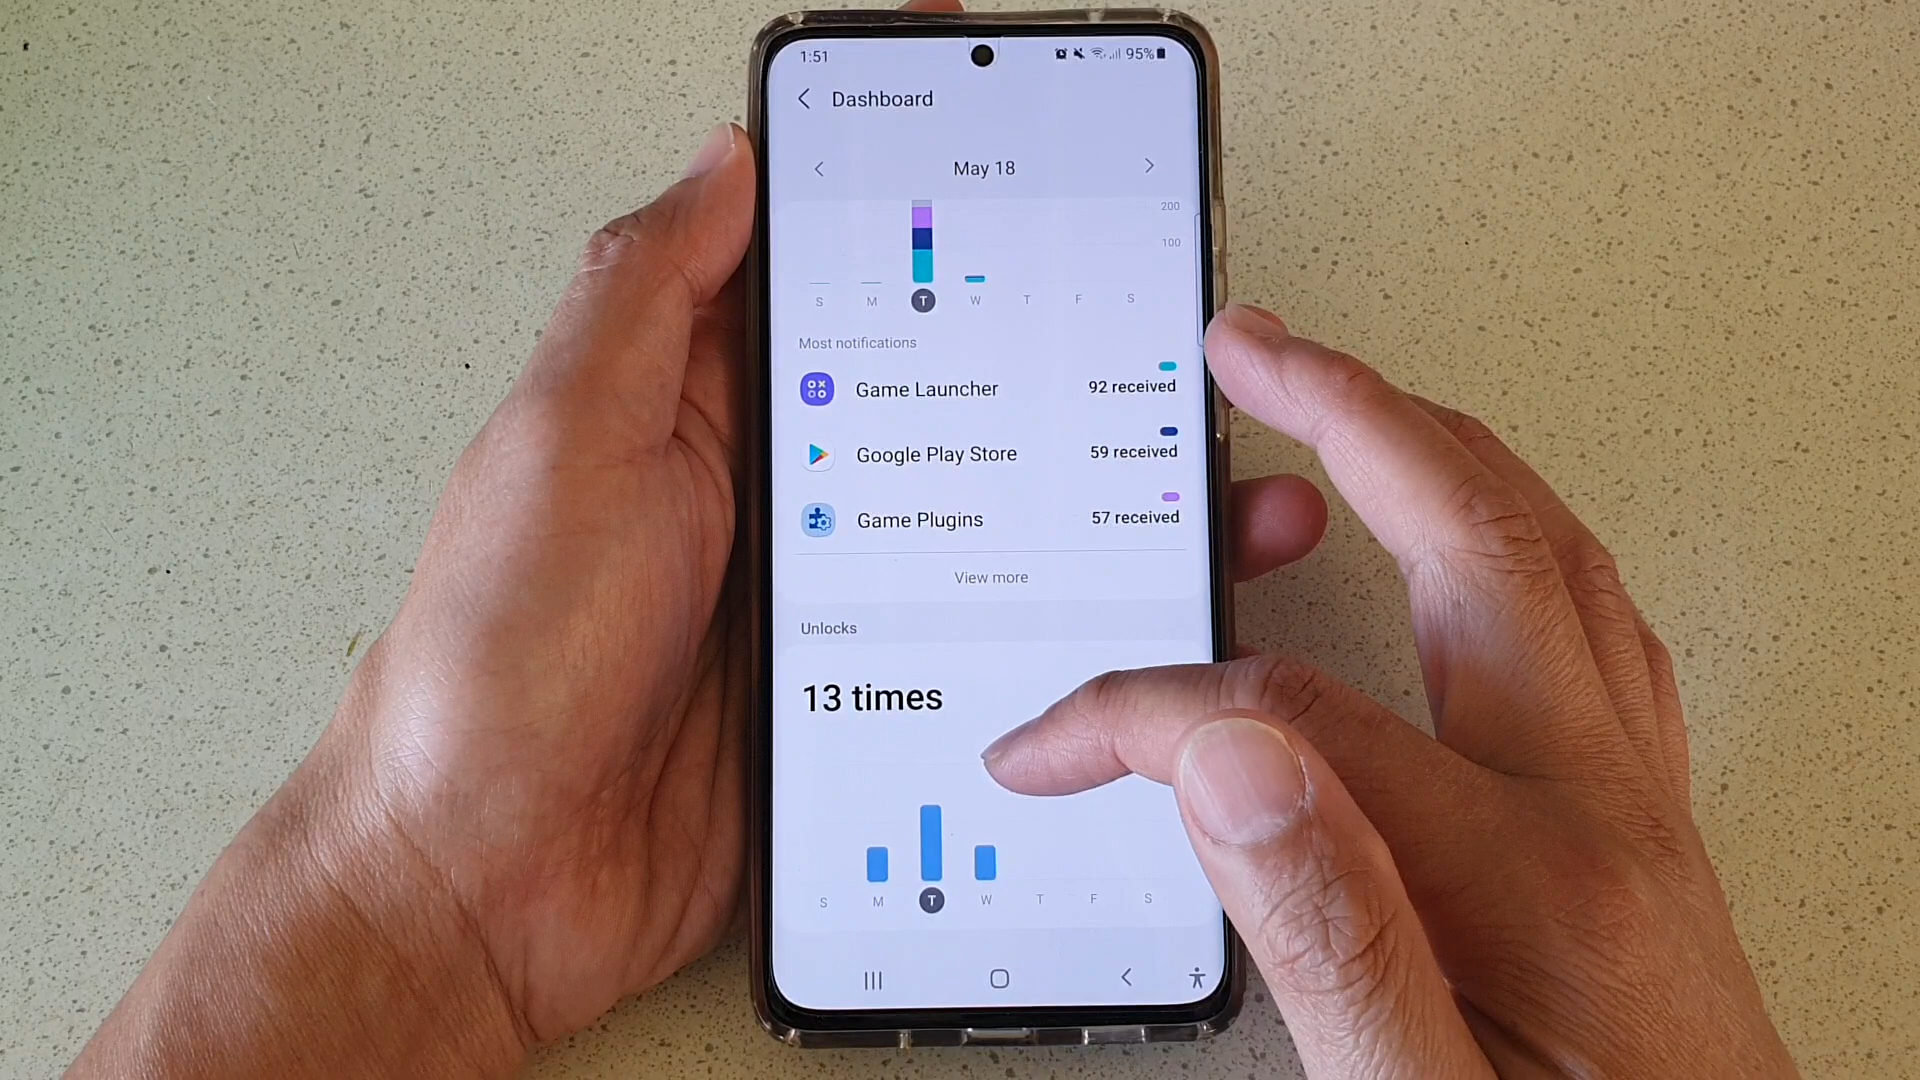 1:51 95%
Dashboard
May 18
200
100
S M T W T F S
Most notifications
Game Launcher 92 received
Google Play Store 59 received
Game Plugins 57 received
View more
Unlocks
13 times
S M T W T F S